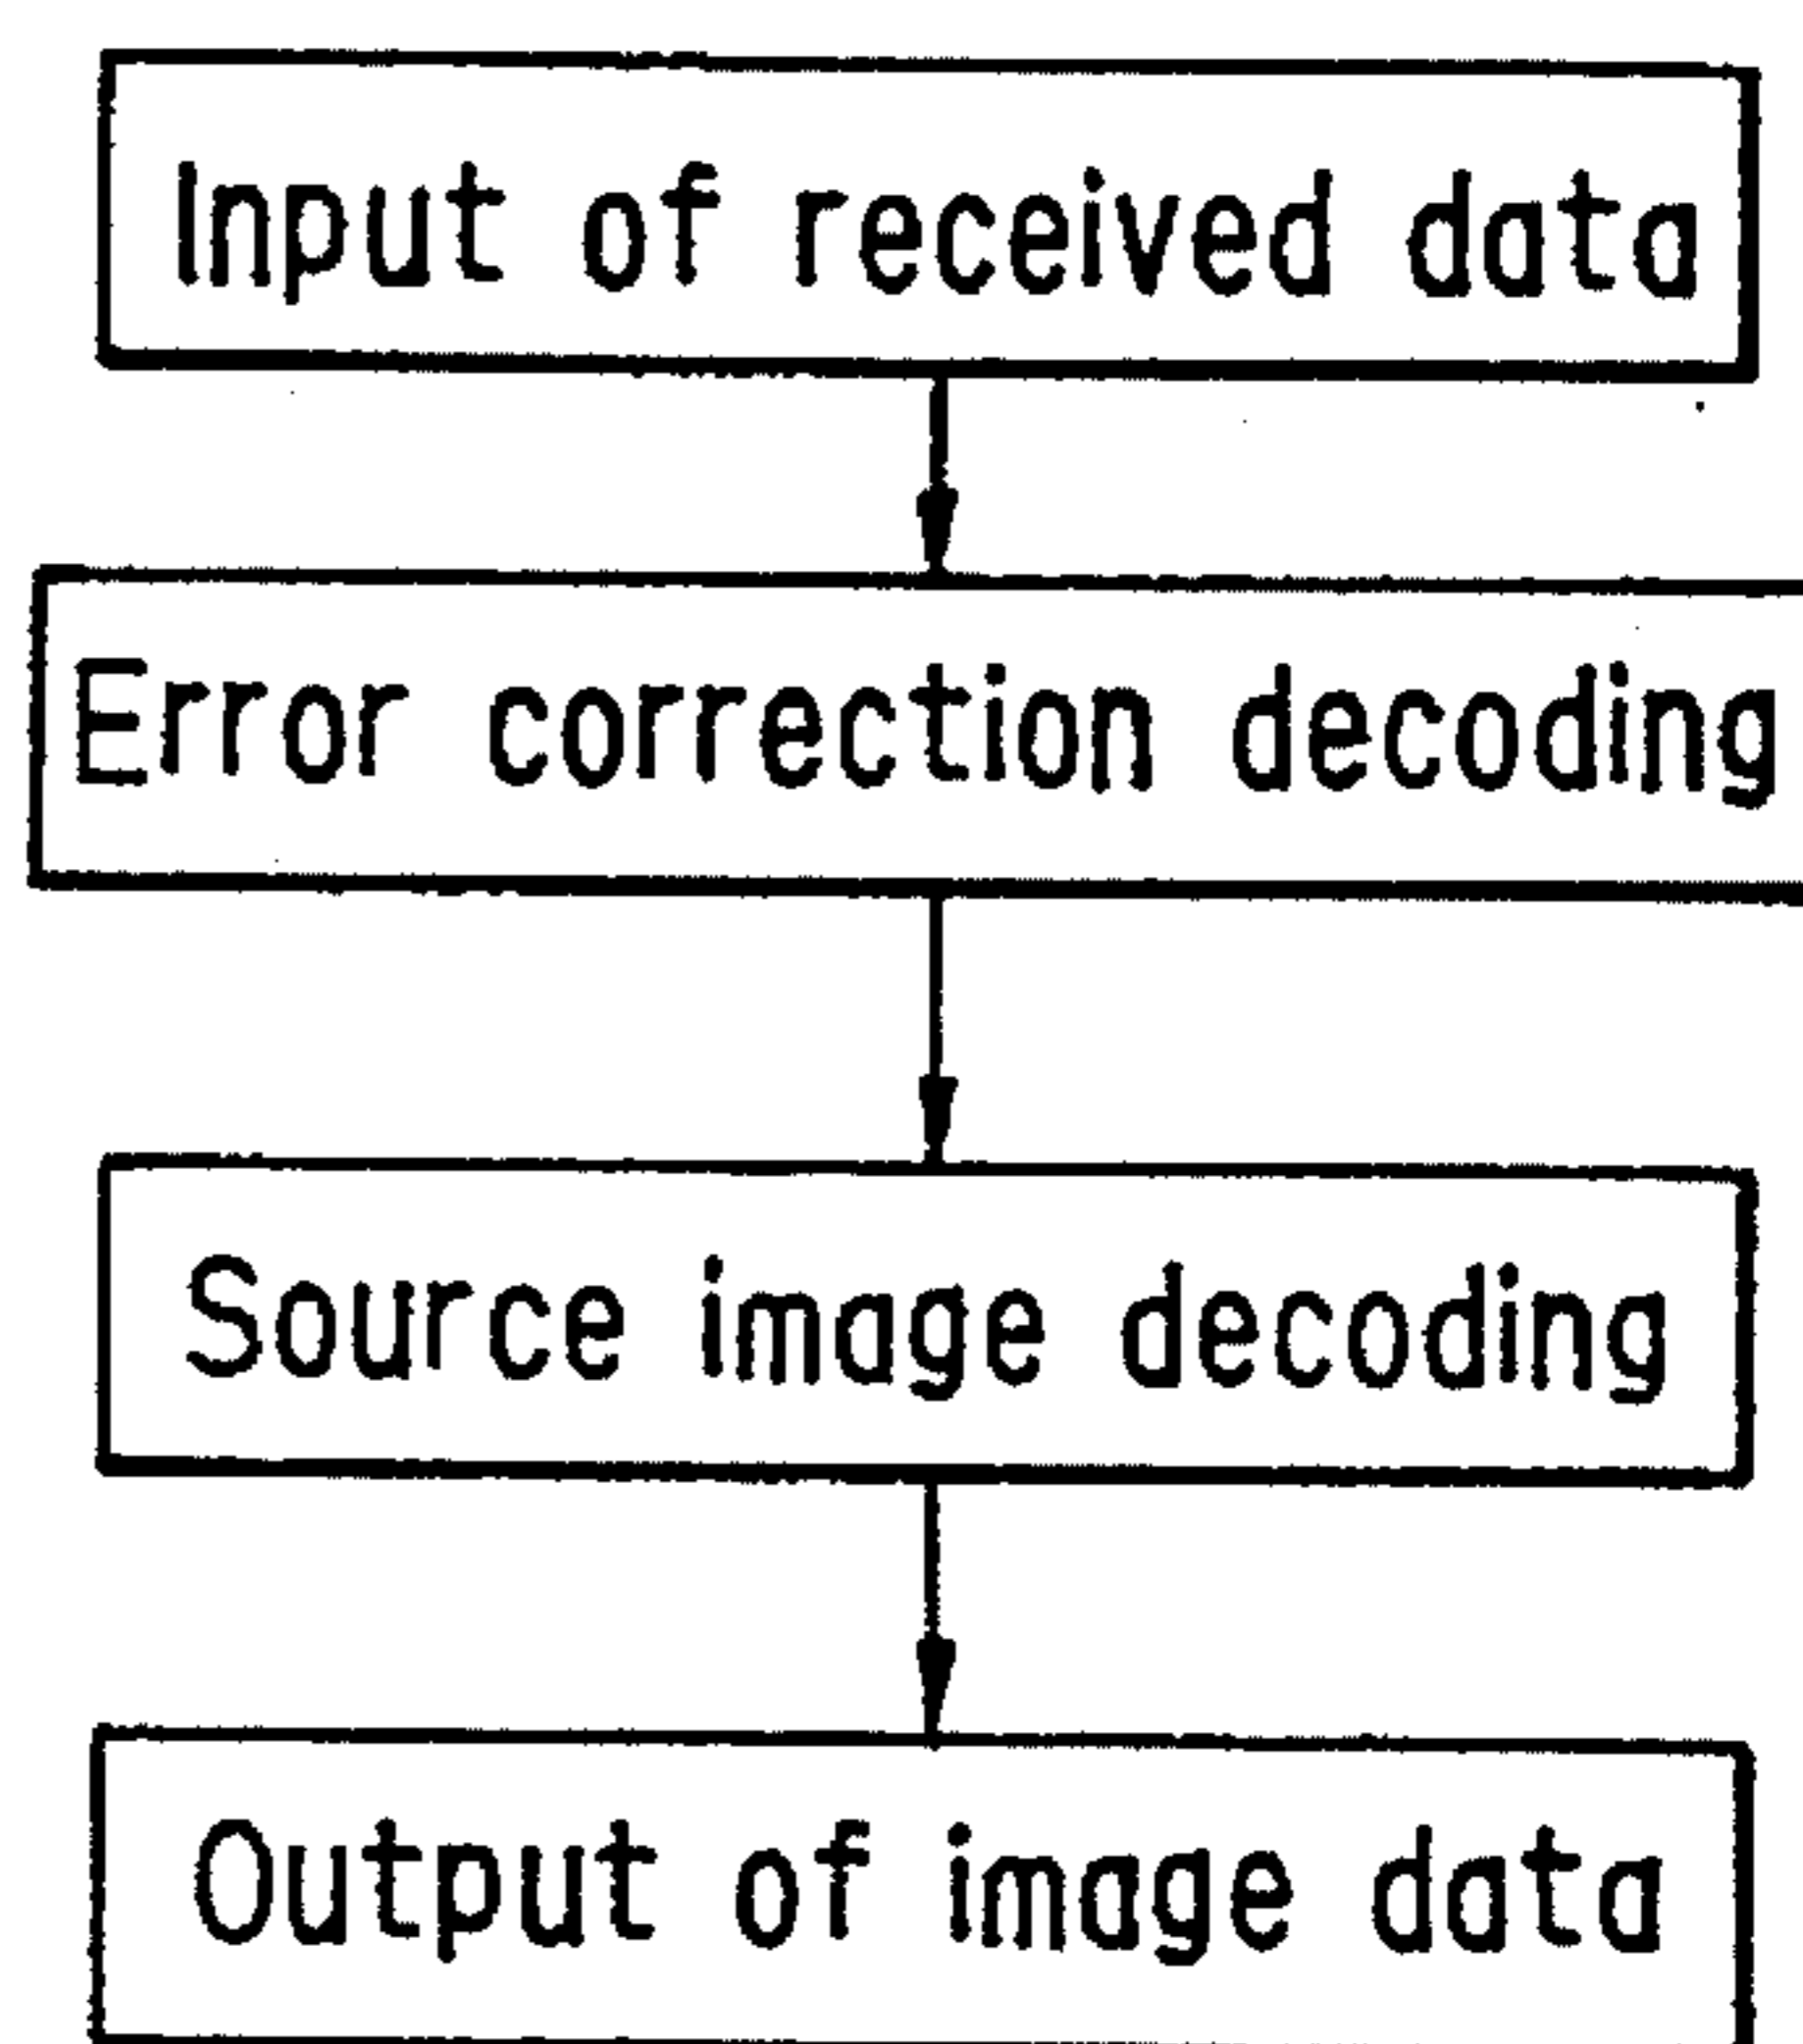 Input of received data
Error correction decoding
Source image decoding
Output of image data